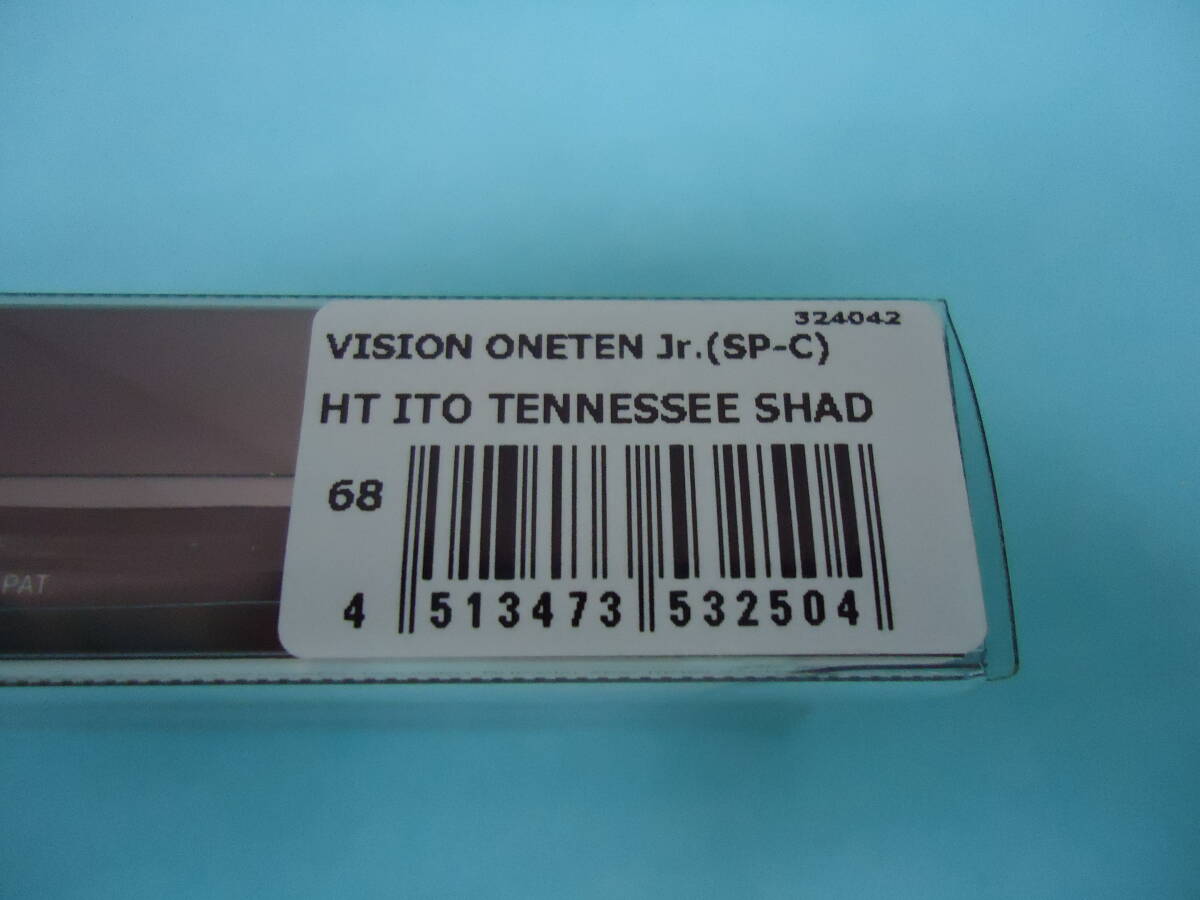 324042
VISION ONETEN Jr.(SP-C)
HT ITO TENNESSEE SHAD
68
4 513473 532504
PAT